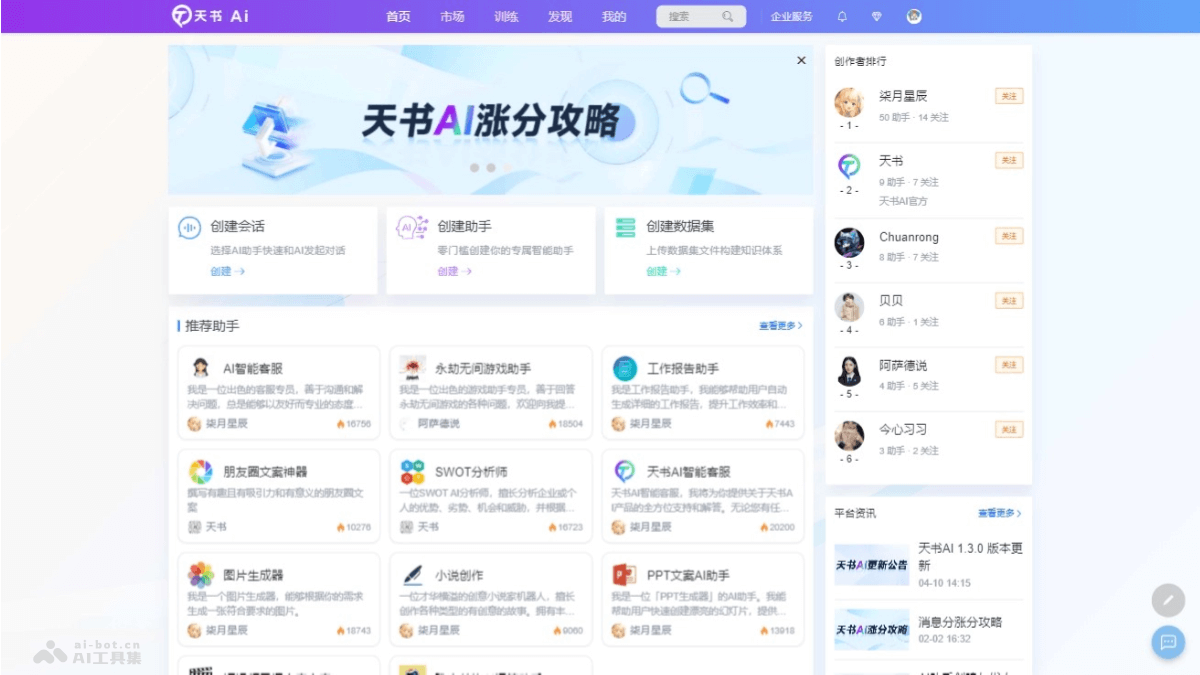 天书 Ai
首页 市场 训练 发现 我的
搜索
企业服务
天书AI涨分攻略
创建会话
选择AI助手快速和AI发起对话
创建
创建助手
零门槛创建你的专属智能助手
创建
创建数据集
上传数据集文件构建知识体系
创建
推荐助手
查看更多
AI智能客服
我是一位出色的客服专员，善于沟通和解
决问题，总是能够以友好而专业的态度...
柒月星辰
16756
永劫无间游戏助手
我是一位出色的游戏助手专员，善于回答
永劫无间游戏的各种问题，欢迎向我提...
阿萨德说
18504
工作报告助手
我是工作报告助手，我能够帮助用户自动
生成详细的工作报告，提升工作效率和...
柒月星辰
7443
朋友圈文案神器
撰写有趣且有吸引力和有意义的朋友圈文
案
天书
10276
SWOT分析师
一位SWOT AI分析师，擅长分析企业或个
人的优势、劣势、机会和威胁，并根据...
天书
16723
天书AI智能客服
天书AI智能客服，我将为你提供关于天书A
I产品的全方位支持和解答。无论您有任...
柒月星辰
20200
图片生成器
我是一个图片生成器，能够根据你的需求
生成一张符合要求的图片。
柒月星辰
18743
小说创作
一位才华横溢的创意小说家机器人，擅长
创作各种类型的有创意的故事。拥有丰...
柒月星辰
9060
PPT文案AI助手
我是一位「PPT生成器」的AI助手。我能
帮助用户快速创建漂亮的幻灯片，提供...
柒月星辰
13918
创作者排行
柒月星辰
关注
50 助手 · 14 关注
- 1 -
天书
关注
9 助手 · 7 关注
- 2 -
天书AI官方
Chuanrong
关注
8 助手 · 7 关注
- 3 -
贝贝
关注
6 助手 · 1 关注
- 4 -
阿萨德说
关注
4 助手 · 5 关注
- 5 -
今心习习
关注
3 助手 · 2 关注
- 6 -
平台资讯
查看更多
天书AI更新公告
天书AI 1.3.0 版本更
新
04-10 14:15
天书AI涨分攻略
消息分涨分攻略
02-02 16:32
ai-bot.cn
AI工具集